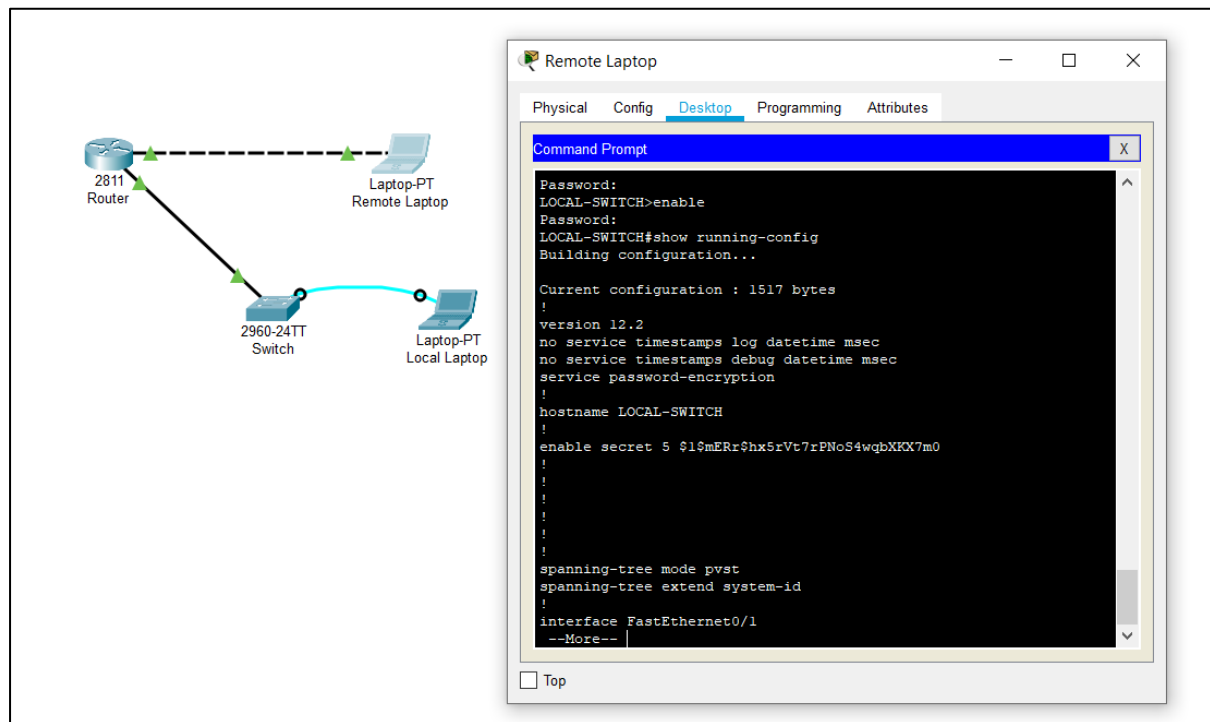 2811
Router
Laptop-PT
Remote Laptop
2960-24TT
Switch
Laptop-PT
Local Laptop
Remote Laptop
Physical Config Desktop Programming Attributes
Command Prompt
X
Password:
LOCAL-SWITCH>enable
Password:
LOCAL-SWITCH#show running-config
Building configuration...
Current configuration : 1517 bytes
!
version 12.2
no service timestamps log datetime msec
no service timestamps debug datetime msec
service password-encryption
!
hostname LOCAL-SWITCH
!
enable secret 5 $1$mERr$hx5rVt7rPNoS4wqbXKX7m0
!
!
!
!
!
!
spanning-tree mode pvst
spanning-tree extend system-id
!
interface FastEthernet0/1
--More--
Top